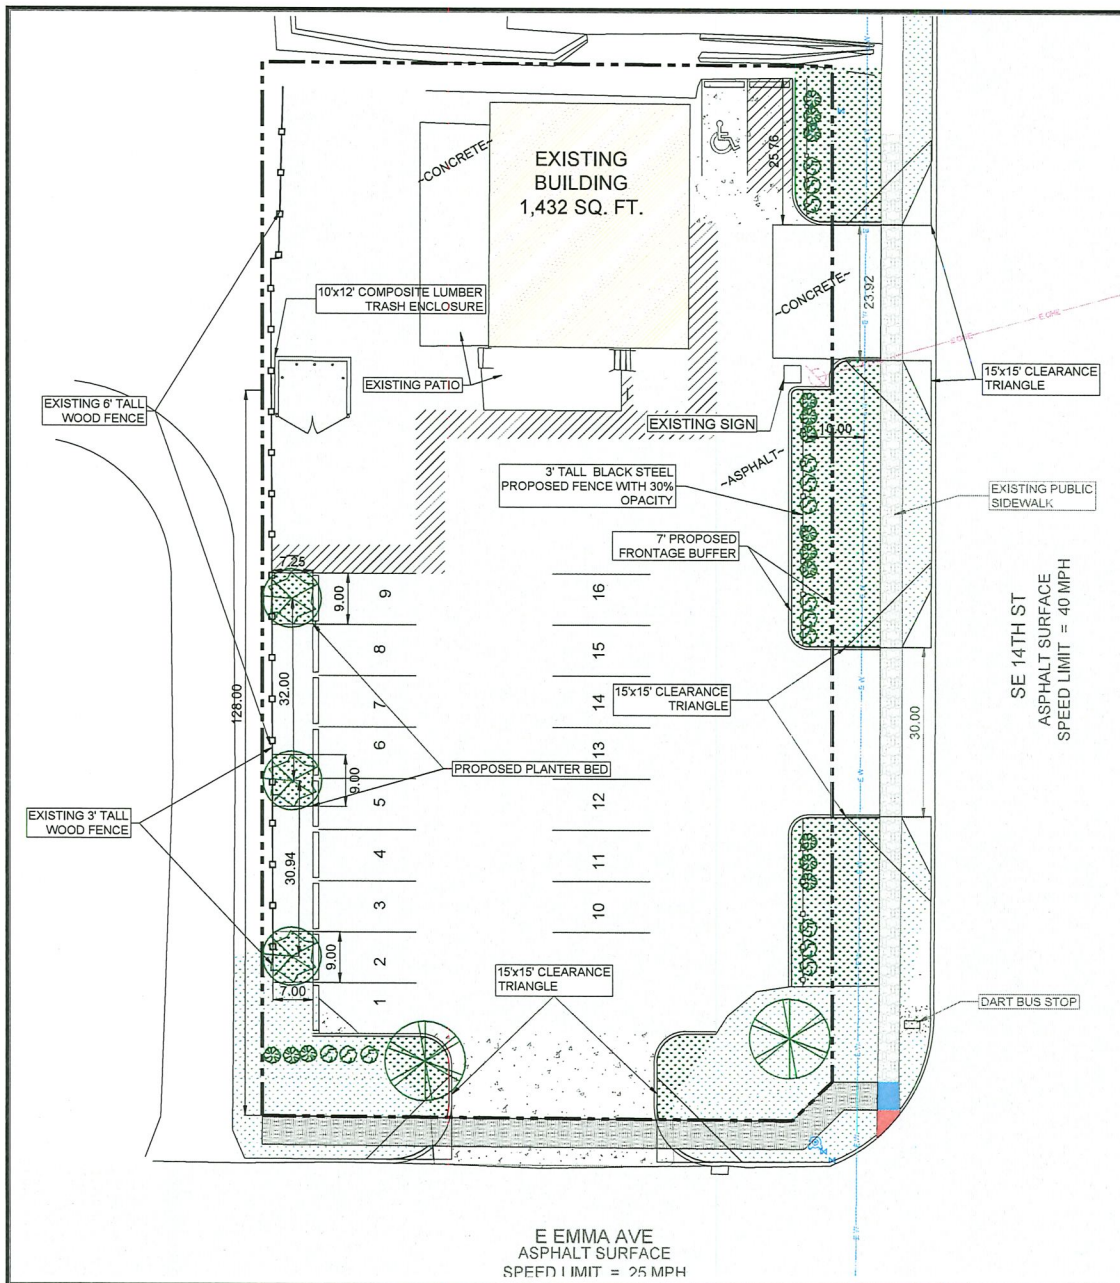 EXISTING
BUILDING
1,432 SQ. FT.
~CONCRETE~
25.76
10'x12' COMPOSITE LUMBER
TRASH ENCLOSURE
~CONCRETE~
23.92
E OHE
E OHE
EXISTING PATIO
15'x15' CLEARANCE
TRIANGLE
EXISTING 6' TALL
WOOD FENCE
EXISTING SIGN
10.00
~ASPHALT~
3' TALL BLACK STEEL
PROPOSED FENCE WITH 30%
OPACITY
EXISTING PUBLIC
SIDEWALK
7' PROPOSED
FRONTAGE BUFFER
7.25
9.00
9
16
8
15
SE 14TH ST
ASPHALT SURFACE
SPEED LIMIT = 40 MPH
128.00
32.00
7
14
15'x15' CLEARANCE
TRIANGLE
30.00
6
13
PROPOSED PLANTER BED
9.00
5
12
EXISTING 3' TALL
WOOD FENCE
4
11
30.94
3
10
9.00
2
7.00
1
15'x15' CLEARANCE
TRIANGLE
DART BUS STOP
E EMMA AVE
ASPHALT SURFACE
SPEED LIMIT = 25 MPH